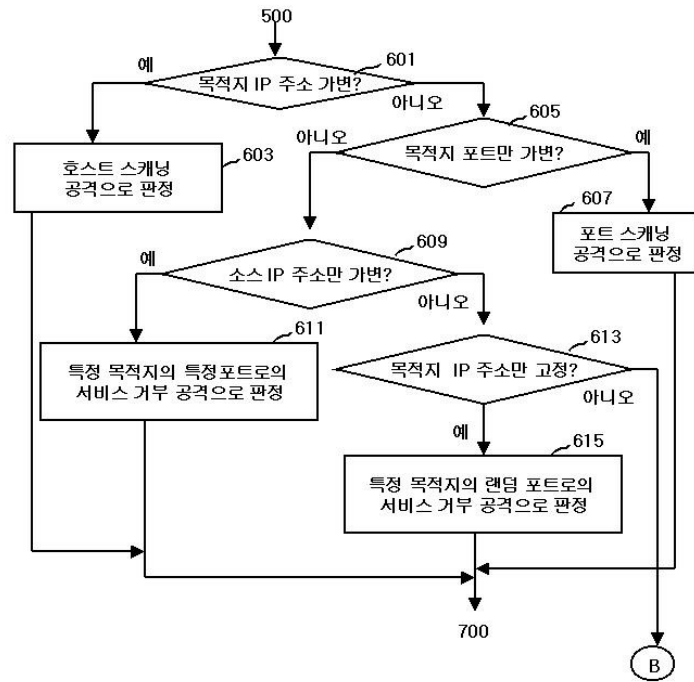 500
601
예
목적지 IP 주소 가변?
아니오
605
아니오
예
목적지 포트만 가변?
603
호스트 스캐닝
공격으로 판정
607
포트 스캐닝
공격으로 판정
609
예
소스 IP 주소만 가변?
아니오
611
613
특정 목적지의 특정포트로의
서비스 거부 공격으로 판정
목적지 IP 주소만 고정?
아니오
예
615
특정 목적지의 랜덤 포트로의
서비스 거부 공격으로 판정
700
B